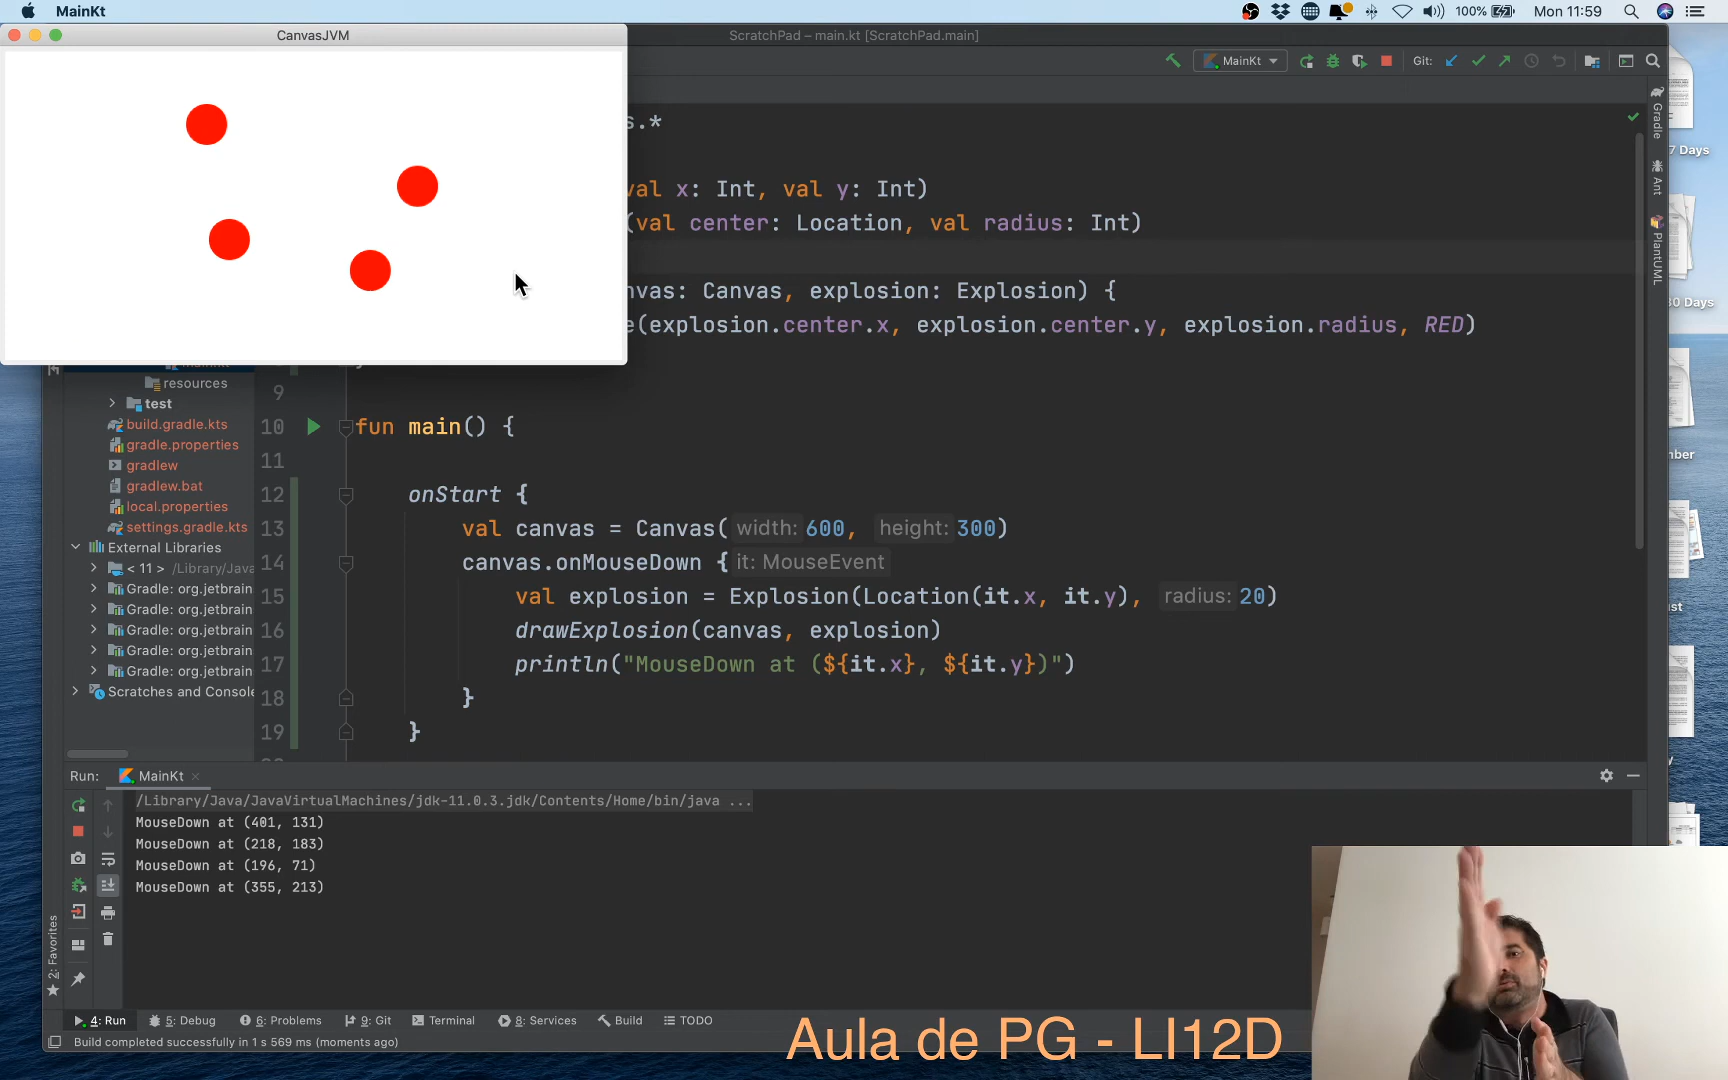 MainKt
100%
Mon 11:59
CanvasJVM
ScratchPad – main.kt [ScratchPad.main]
MainKt
Git:
s.*
val x: Int, val y: Int)
(val center: Location, val radius: Int)
nvas: Canvas, explosion: Explosion) {
e(explosion.center.x, explosion.center.y, explosion.radius, RED)
Gradle
Ant
PlantUML
7 Days
30 Days
mber
ust
resources
test
build.gradle.kts
gradle.properties
gradlew
gradlew.bat
local.properties
settings.gradle.kts
External Libraries
< 11 > /Library/Java
Gradle: org.jetbrain
Gradle: org.jetbrain
Gradle: org.jetbrain
Gradle: org.jetbrain
Gradle: org.jetbrain
Scratches and Console
9
10 fun main() {
11
12 onStart {
13 val canvas = Canvas( width: 600, height: 300)
14 canvas.onMouseDown { it: MouseEvent
15 val explosion = Explosion(Location(it.x, it.y), radius: 20)
16 drawExplosion(canvas, explosion)
17 println("MouseDown at (${it.x}, ${it.y})")
18 }
19 }
Run: MainKt
/Library/Java/JavaVirtualMachines/jdk-11.0.3.jdk/Contents/Home/bin/java ...
MouseDown at (401, 131)
MouseDown at (218, 183)
MouseDown at (196, 71)
MouseDown at (355, 213)
2: Favorites
4: Run 5: Debug 6: Problems 9: Git Terminal 8: Services Build TODO
Build completed successfully in 1 s 569 ms (moments ago)
Aula de PG - LI12D